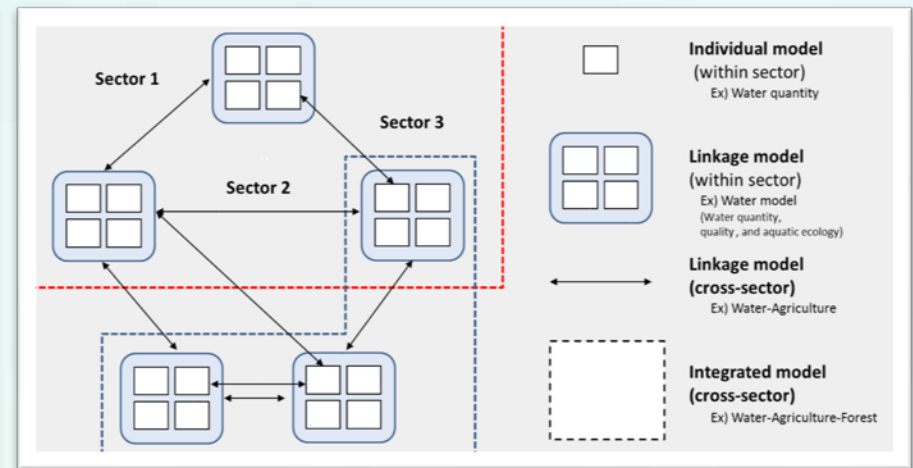 Sector 1
Sector 3
Sector 2
Individual model
(within sector)
Ex) Water quantity
Linkage model
(within sector)
Ex) Water model
(Water quantity,
quality, and aquatic ecology)
Linkage model
(cross-sector)
Ex) Water-Agriculture
Integrated model
(cross-sector)
Ex) Water-Agriculture-Forest